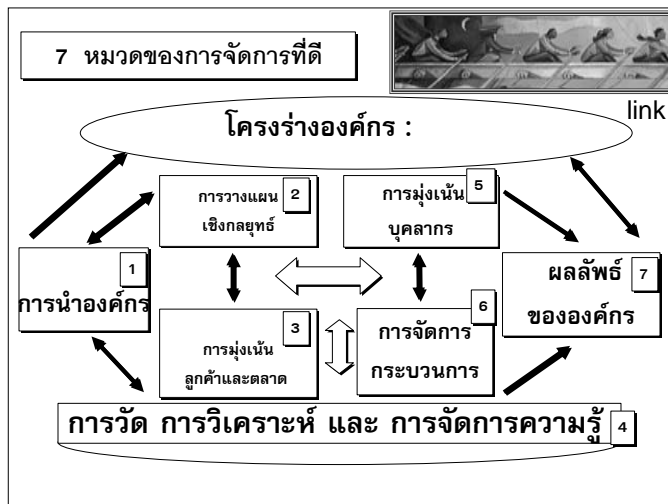 7 หมวดของการจัดการที่ดี
link
โครงร่างองค์กร :
2
การวางแผน
เชิงกลยุทธ์
5
การมุ่งเน้น
บุคลากร
1
การนำองค์กร
7
ผลลัพธ์
ขององค์กร
3
การมุ่งเน้น
ลูกค้าและตลาด
6
การจัดการ
กระบวนการ
การวัด การวิเคราะห์ และ การจัดการความรู้
4